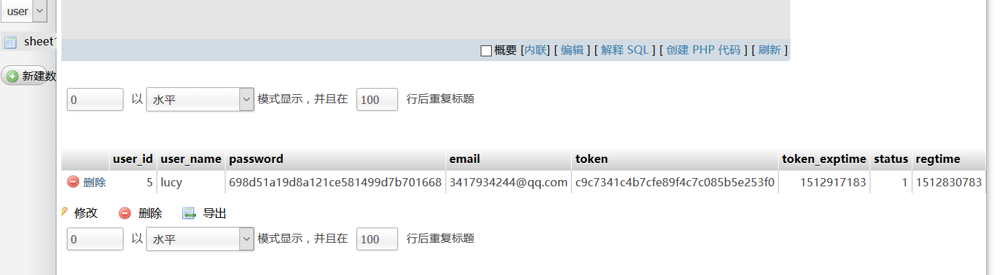 user
sheet1
新建数
概要 [内联] [ 编辑 ] [ 解释 SQL ] [ 创建 PHP 代码 ] [ 刷新 ]
0 以 水平 模式显示，并且在 100 行后重复标题
user_id user_name password email token token_exptime status regtime
删除 5 lucy 698d51a19d8a121ce581499d7b701668 3417934244@qq.com c9c7341c4b7cfe89f4c7c085b5e253f0 1512917183 1 1512830783
修改 删除 导出
0 以 水平 模式显示，并且在 100 行后重复标题